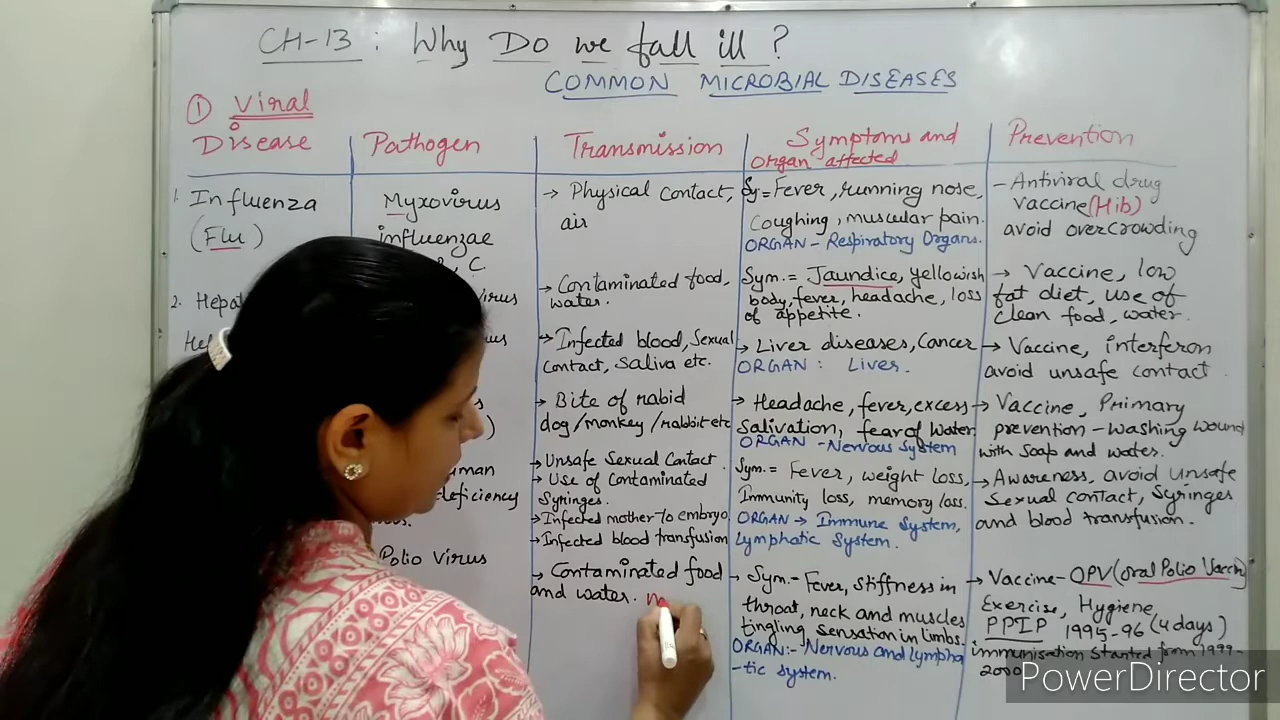 CH-13 : Why Do we fall ill ?
COMMON MICROBIAL DISEASES
① Viral
Disease
Pathogen
Transmission
Symptoms and
Organ affected
Prevention
1. Influenza
(Flu)
Myxovirus
influenzae
, C
→ Physical contact,
air
Sy:= Fever, running nose,
Coughing, muscular pain.
ORGAN - Respiratory Organs.
- Antiviral drug
vaccine (Hib)
avoid overcrowding
2.
→ Contaminated food,
water.
Sym.= Jaundice, yellowish
body, fever, headache, loss
of appetite.
→ Vaccine, low
fat diet, use of
clean food, water.
→ Infected blood, Sexual
contact, Saliva etc.
→ Liver diseases, Cancer
ORGAN : Liver.
→ Vaccine, interferon
avoid unsafe contact.
→ Bite of rabid
dog/monkey/rabbit etc
→ Headache, fever, excess
Salivation, fear of water
ORGAN - Nervous System
→ Vaccine, Primary
prevention - washing wound
with Soap and water.
→ Unsafe Sexual Contact.
→ Use of Contaminated
Syringes.
→ Infected mother to embryo
→ Infected blood transfusion
Sym.= Fever, weight loss,
Immunity loss, memory loss.
ORGAN → Immune System,
Lymphatic System.
→ Awareness, avoid unsafe
Sexual contact, Syringes
and blood transfusion.
Polio virus
→ Contaminated food
and water.
→ Sym.- Fever, Stiffness in
throat, neck and muscles
tingling sensation in limbs.
ORGAN:- Nervous and lympha
-tic system.
→ Vaccine - OPV (oral Polio Vaccin)
Exercise, Hygiene
PPIP 1995-96 (4 days)
immunisation started from 1999-
2000
PowerDirector